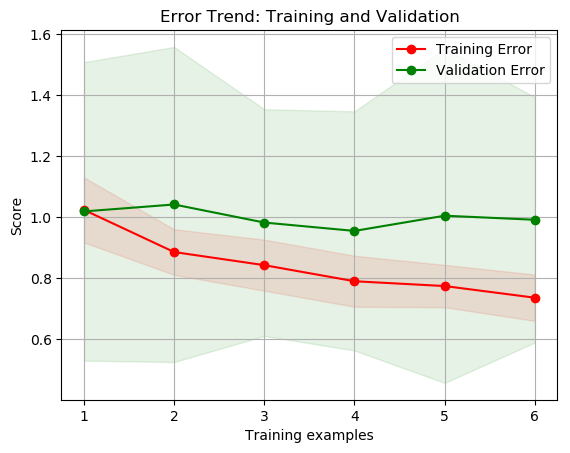 Error Trend: Training and Validation
Training Error
Validation Error
Score
1.6
1.4
1.2
1.0
0.8
0.6
1 2 3 4 5 6
Training examples